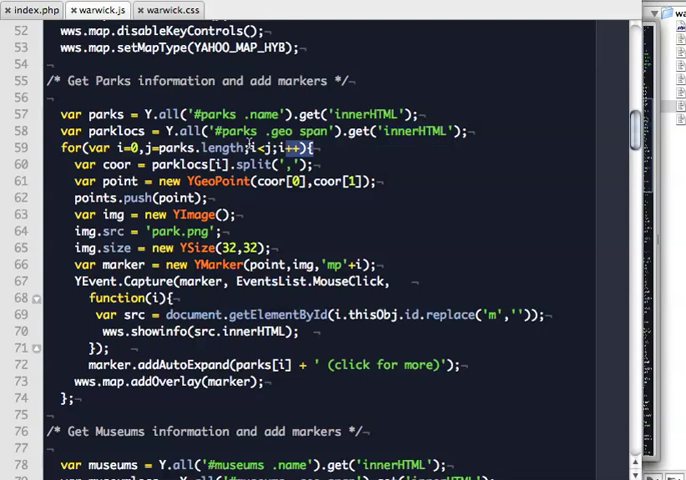 index.php
warwick.js
warwick.css
wa
52 wws.map.disableKeyControls();¬
53 wws.map.setMapType(YAHOO_MAP_HYB);¬
54 ¬
55 /* Get Parks information and add markers */¬
56 ¬
57 var parks = Y.all('#parks .name').get('innerHTML');¬
58 var parklocs = Y.all('#parks .geo span').get('innerHTML');¬
59 for(var i=0,j=parks.length;i<j;i++){¬
60 var coor = parklocs[i].split(',');¬
61 var point = new YGeoPoint(coor[0],coor[1]);¬
62 points.push(point);¬
63 var img = new YImage();¬
64 img.src = 'park.png';¬
65 img.size = new YSize(32,32);¬
66 var marker = new YMarker(point,img,'mp'+i);¬
67 YEvent.Capture(marker, EventsList.MouseClick, ¬
68 function(i){¬
69 var src = document.getElementById(i.thisObj.id.replace('m',''));¬
70 wws.showinfo(src.innerHTML);¬
71 });¬
72 marker.addAutoExpand(parks[i] + ' (click for more)');¬
73 wws.map.addOverlay(marker);¬
74 };¬
75 ¬
76 /* Get Museums information and add markers */¬
77 ¬
78 var museums = Y.all('#museums .name').get('innerHTML');¬